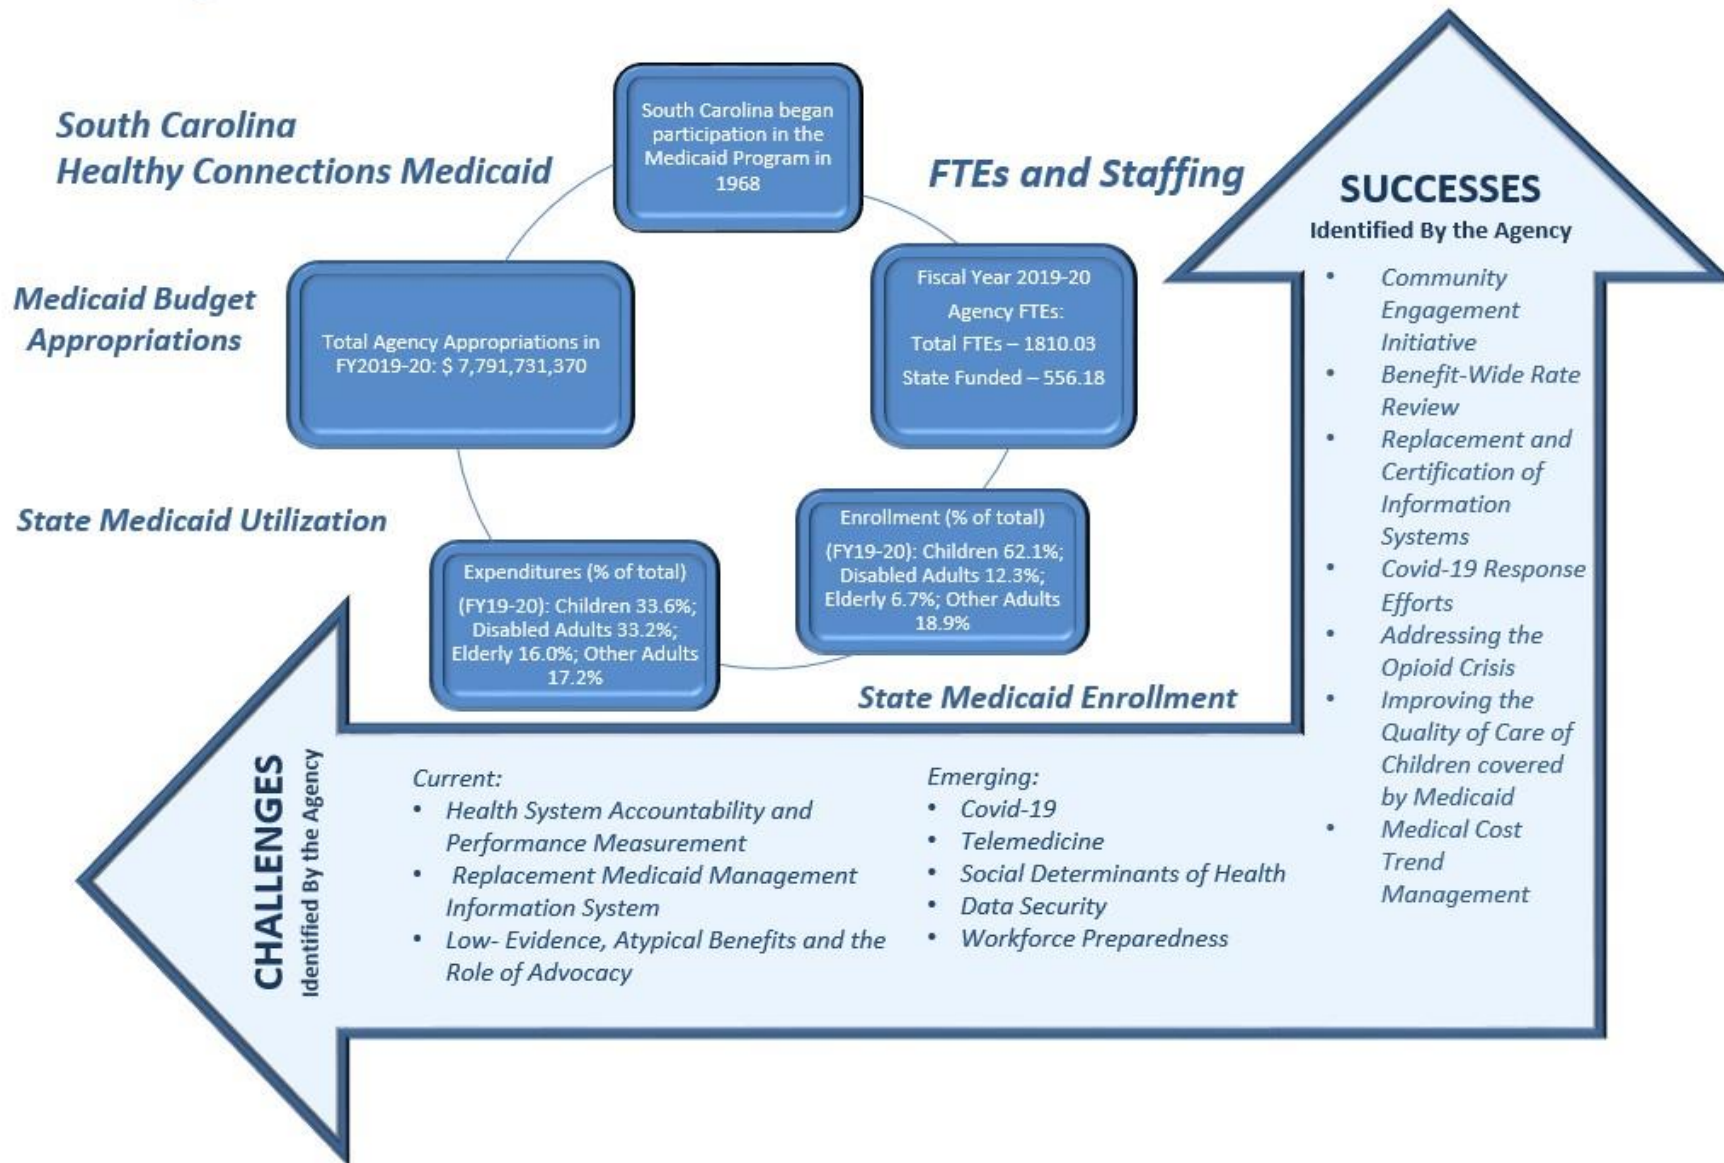 South Carolina
Healthy Connections Medicaid
South Carolina began
participation in the
Medicaid Program in
1968
FTEs and Staffing
Fiscal Year 2019-20
Agency FTEs:
Total FTEs – 1810.03
State Funded – 556.18
Medicaid Budget
Appropriations
Total Agency Appropriations in
FY2019-20: $ 7,791,731,370
State Medicaid Utilization
Expenditures (% of total)
(FY19-20): Children 33.6%;
Disabled Adults 33.2%;
Elderly 16.0%; Other Adults
17.2%
Enrollment (% of total)
(FY19-20): Children 62.1%;
Disabled Adults 12.3%;
Elderly 6.7%; Other Adults
18.9%
State Medicaid Enrollment
SUCCESSES
Identified By the Agency
• Community
Engagement
Initiative
• Benefit-Wide Rate
Review
• Replacement and
Certification of
Information
Systems
• Covid-19 Response
Efforts
• Addressing the
Opioid Crisis
• Improving the
Quality of Care of
Children covered
by Medicaid
• Medical Cost
Trend
Management
CHALLENGES
Identified By the Agency
Current:
• Health System Accountability and
Performance Measurement
• Replacement Medicaid Management
Information System
• Low- Evidence, Atypical Benefits and the
Role of Advocacy
Emerging:
• Covid-19
• Telemedicine
• Social Determinants of Health
• Data Security
• Workforce Preparedness